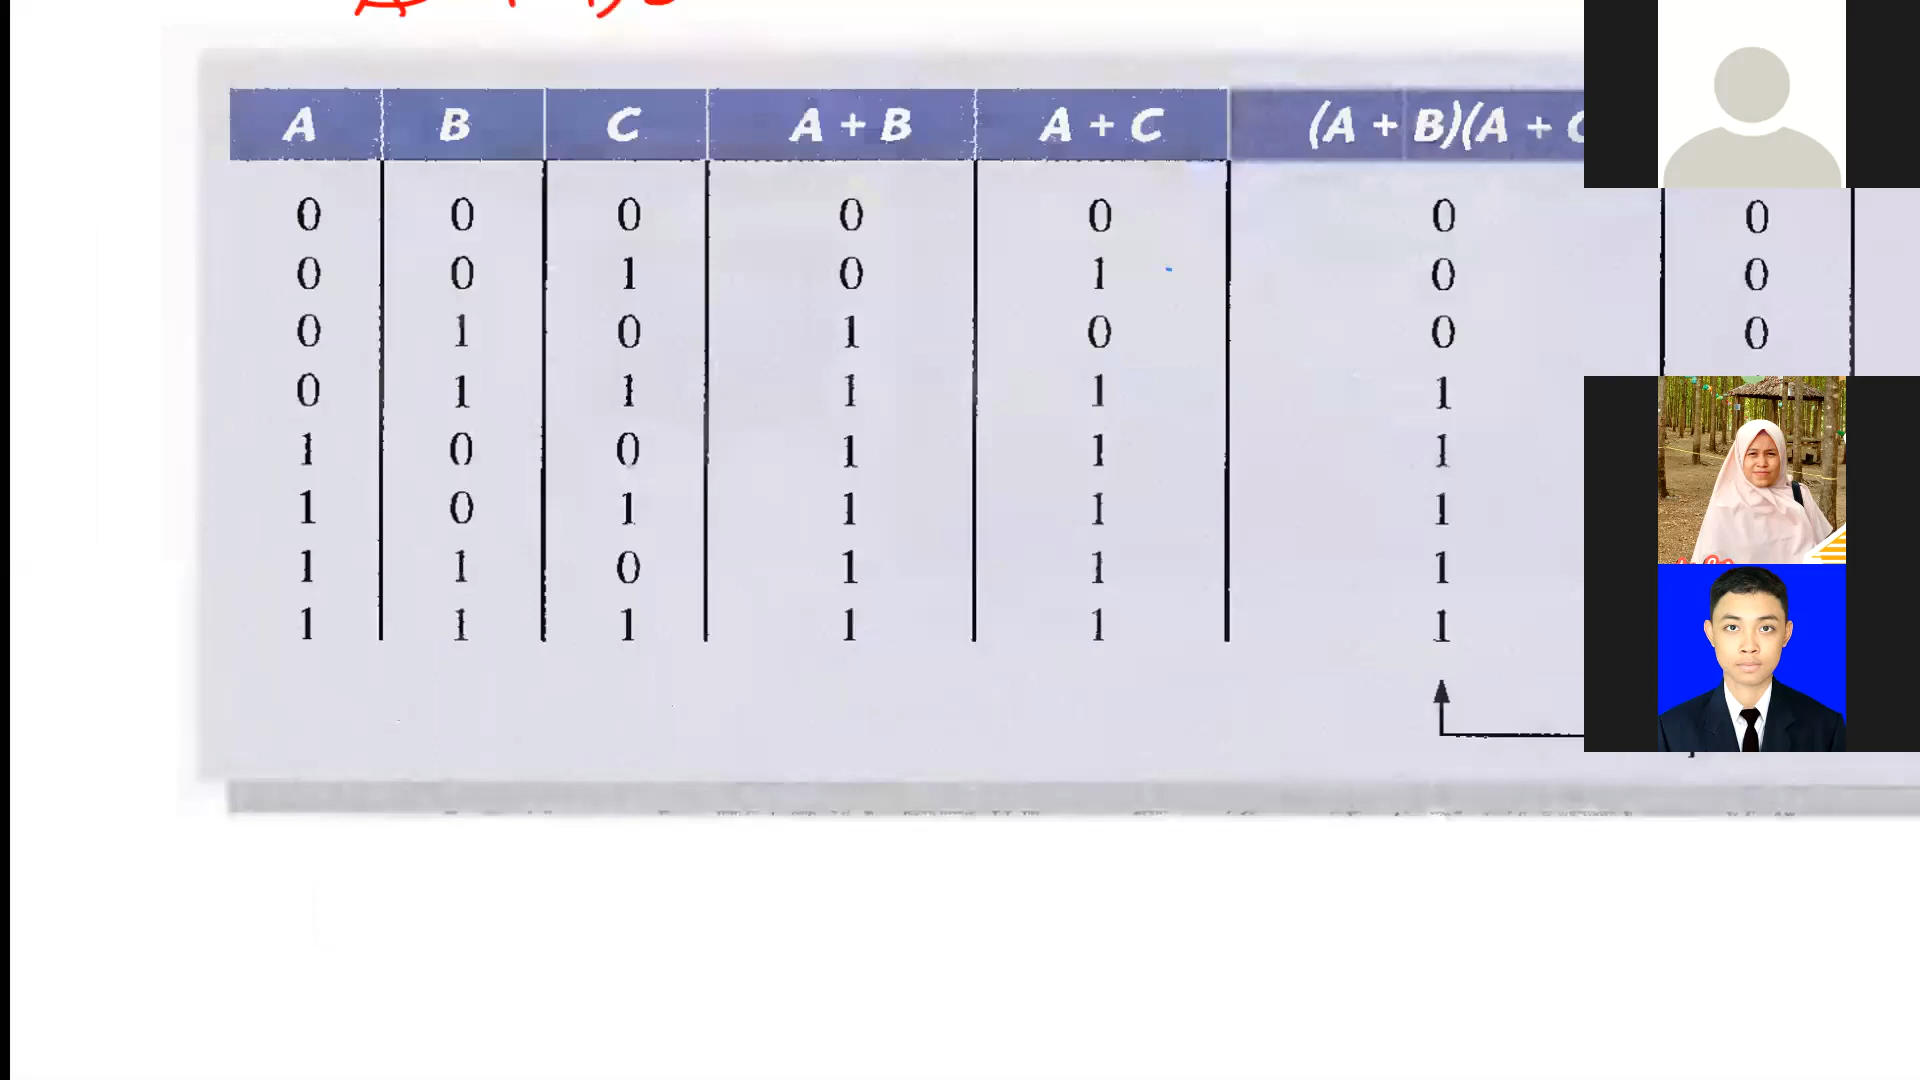 A B C A + B A + C (A + B)(A + C
0 0 0 0 0 0 0
0 0 1 0 1 0 0
0 1 0 1 0 0 0
0 1 1 1 1 1
1 0 0 1 1 1
1 0 1 1 1 1
1 1 0 1 1 1
1 1 1 1 1 1